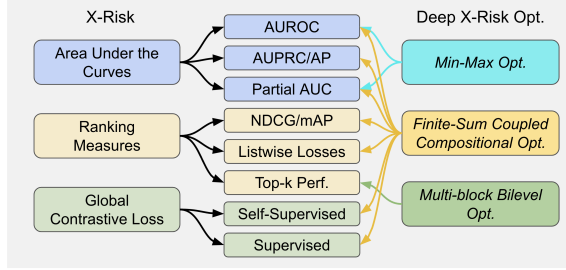 X-Risk
Deep X-Risk Opt.
Area Under the
Curves
Ranking
Measures
Global
Contrastive Loss
AUROC
AUPRC/AP
Partial AUC
NDCG/mAP
Listwise Losses
Top-k Perf.
Self-Supervised
Supervised
Min-Max Opt.
Finite-Sum Coupled
Compositional Opt.
Multi-block Bilevel
Opt.